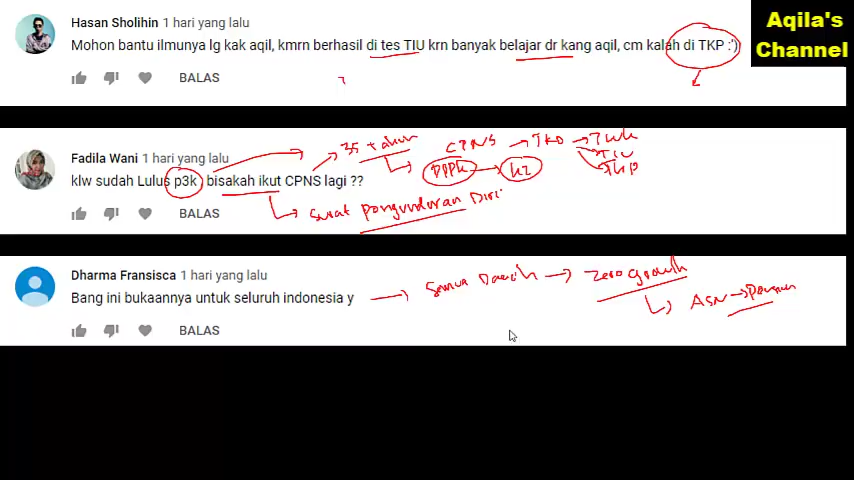 Hasan Sholihin 1 hari yang lalu
Mohon bantu ilmunya lg kak aqil, kmrn berhasil di tes TIU krn banyak belajar dr kang aqil, cm kalah di TKP :')
BALAS
Aqila's
Channel
Fadila Wani 1 hari yang lalu
klw sudah Lulus p3k, bisakah ikut CPNS lagi ??
BALAS
35 tahun
CPNS TKD TWK
TIU
PPPK K2 TKP
Surat Pengunduran Diri
Dharma Fransisca 1 hari yang lalu
Bang ini bukaannya untuk seluruh indonesia y
BALAS
Semua Daerah Zero Growth
ASN